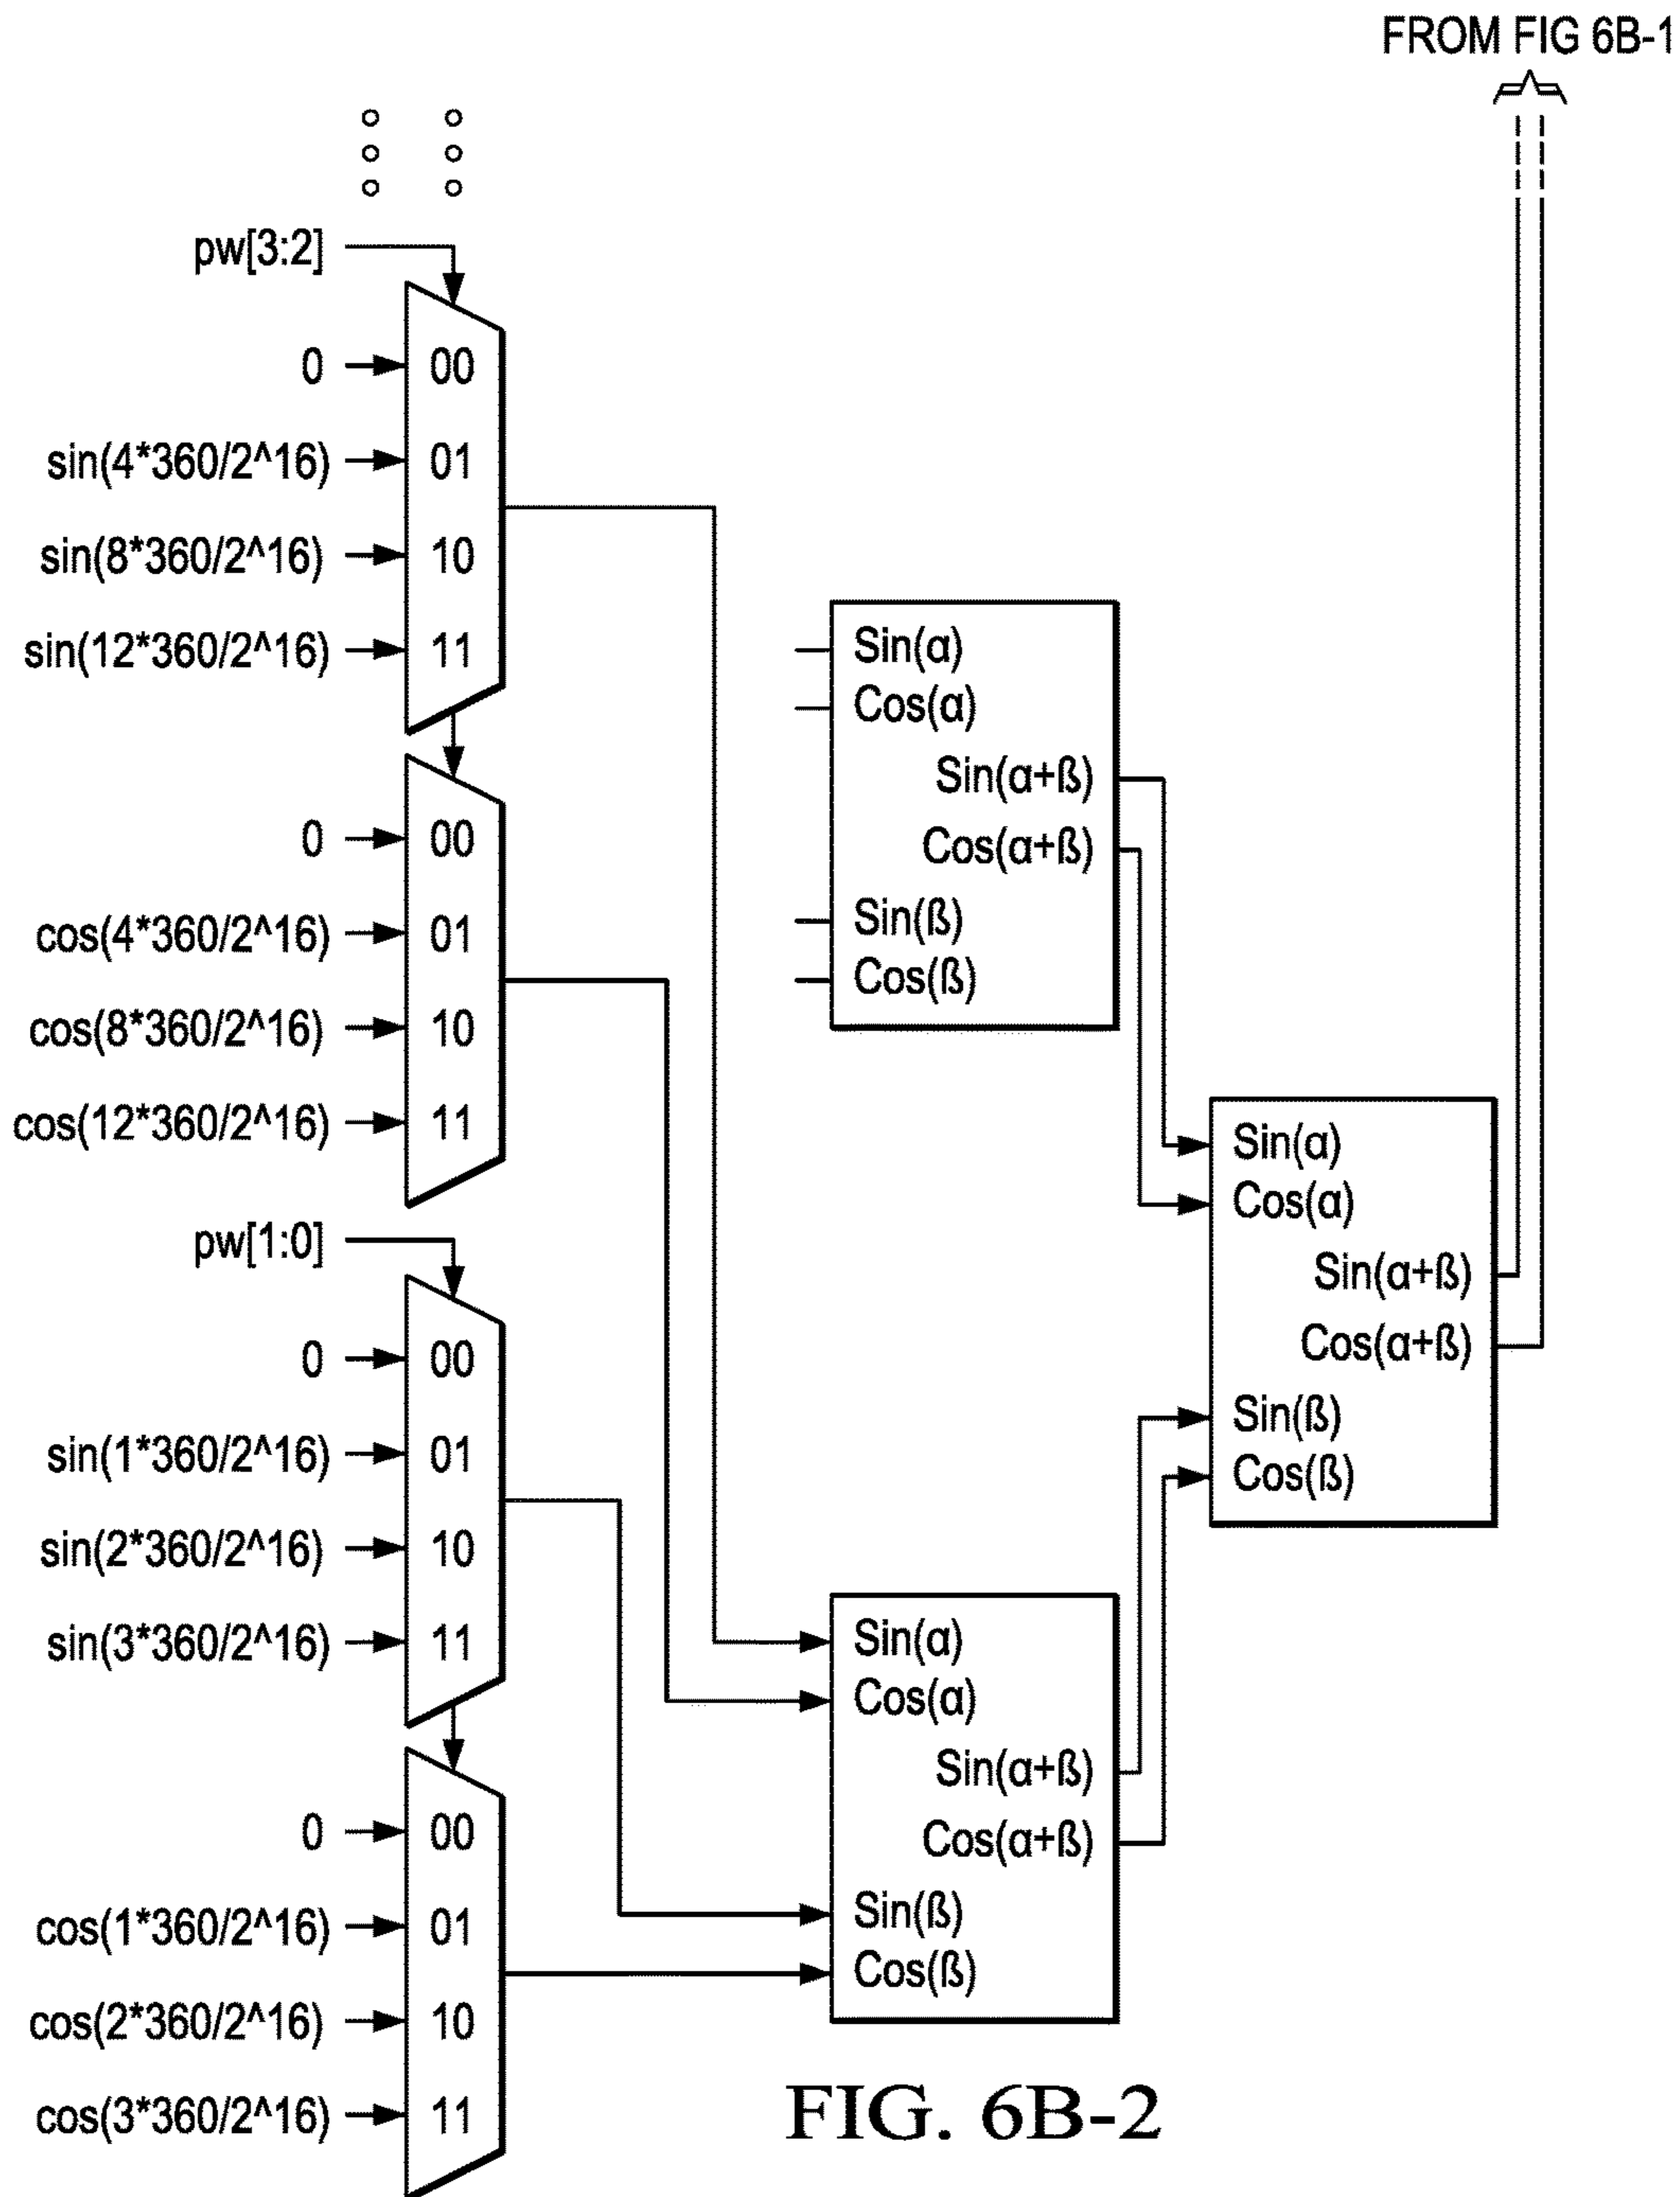 FROM FIG 6B-1
pw[3:2]
0 00
sin(4*360/2^16) 01
sin(8*360/2^16) 10
sin(12*360/2^16) 11
0 00
cos(4*360/2^16) 01
cos(8*360/2^16) 10
cos(12*360/2^16) 11
pw[1:0]
0 00
sin(1*360/2^16) 01
sin(2*360/2^16) 10
sin(3*360/2^16) 11
0 00
cos(1*360/2^16) 01
cos(2*360/2^16) 10
cos(3*360/2^16) 11
Sin(α)
Cos(α)
Sin(α+ß)
Cos(α+ß)
Sin(ß)
Cos(ß)
Sin(α)
Cos(α)
Sin(α+ß)
Cos(α+ß)
Sin(ß)
Cos(ß)
Sin(α)
Cos(α)
Sin(α+ß)
Cos(α+ß)
Sin(ß)
Cos(ß)
FIG. 6B-2